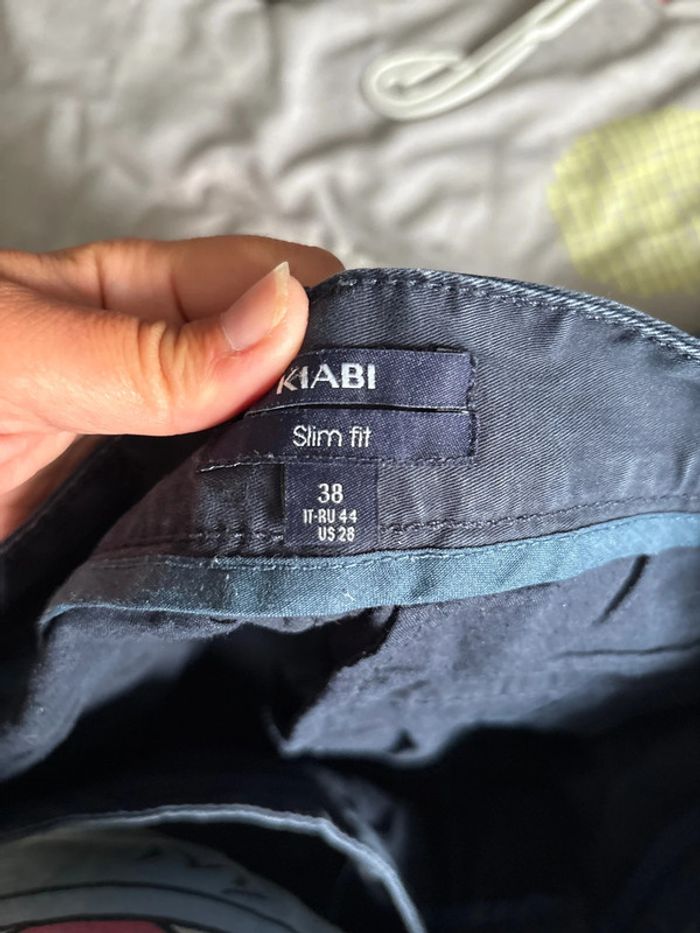 KIABI
Slim fit
38
IT-RU 44
US 28